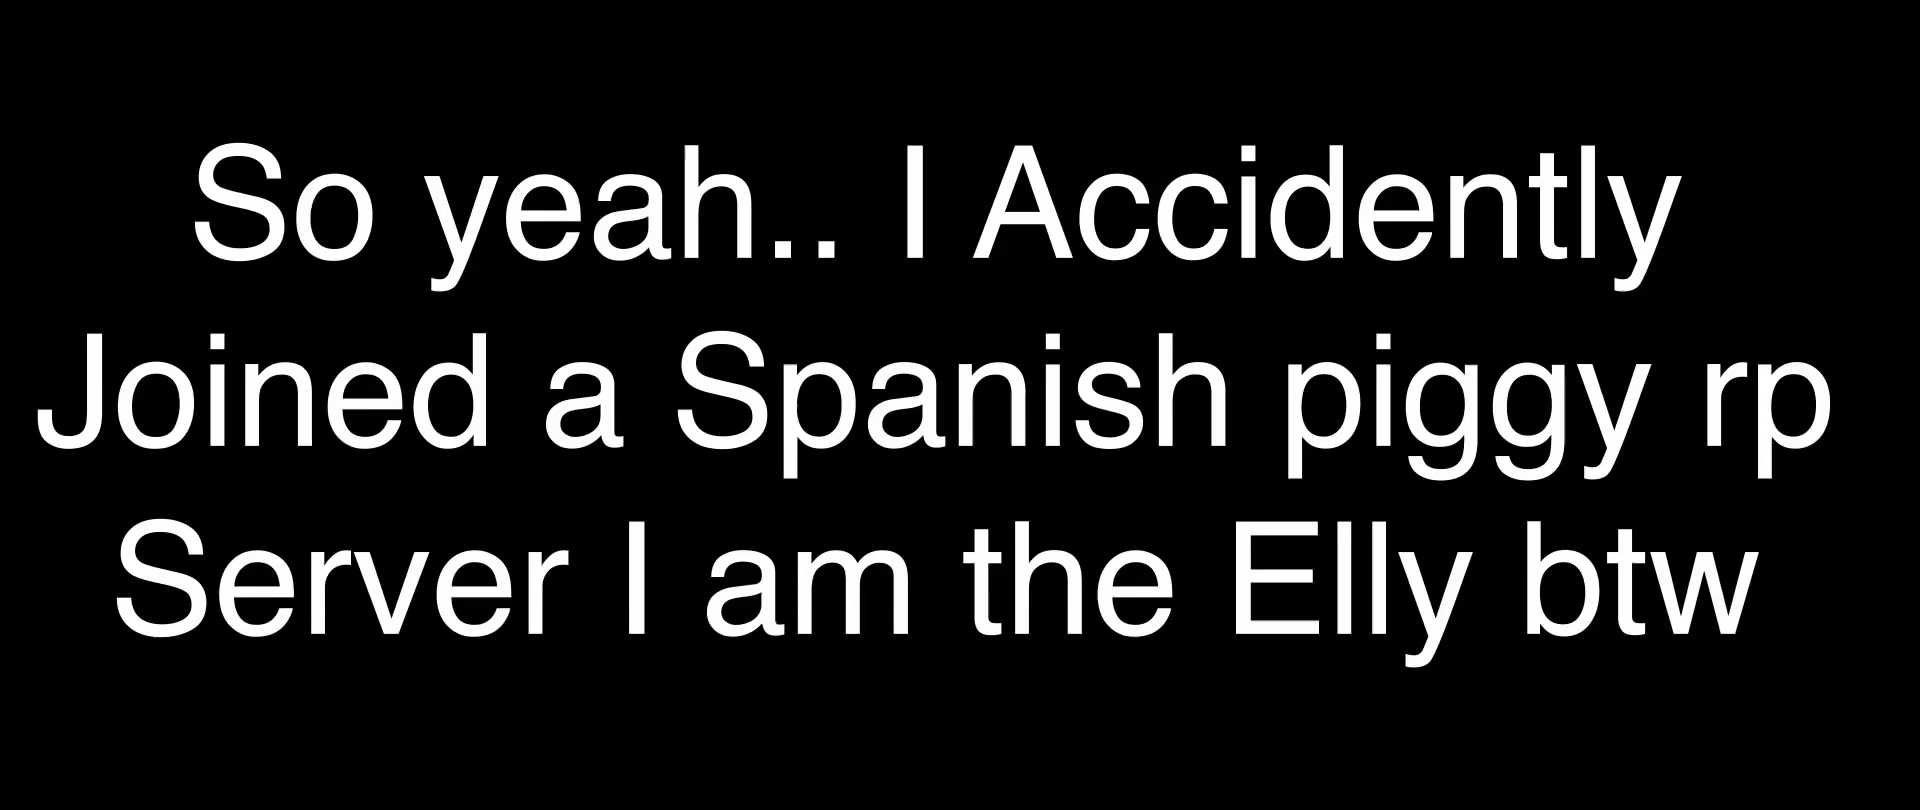 So yeah.. I Accidently
Joined a Spanish piggy rp
Server I am the Elly btw